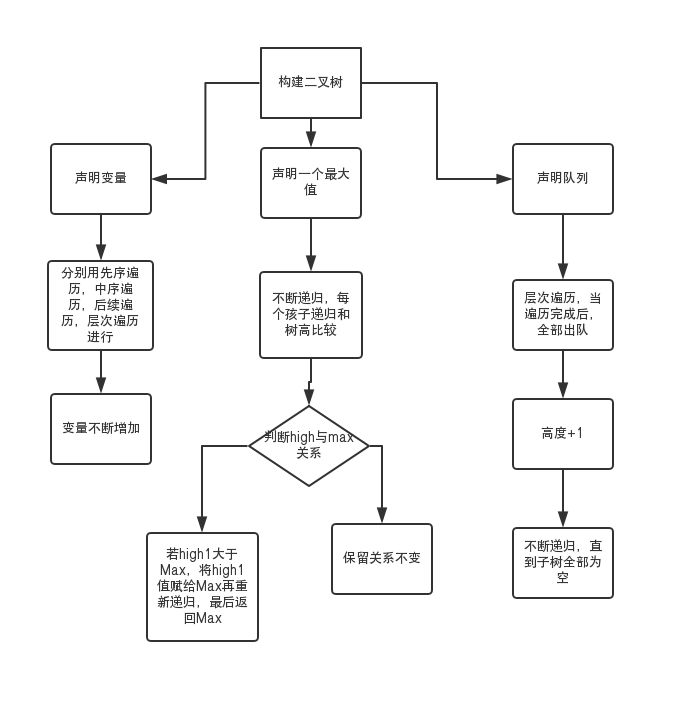 构建二叉树
声明变量
声明一个最大
值
声明队列
分别用先序遍
历，中序遍
历，后续遍
历，层次遍历
进行
不断递归，每
个孩子递归和
树高比较
层次遍历，当
遍历完成后，
全部出队
变量不断增加
判断high与max
关系
高度+1
若high1大于
Max，将high1
值赋给Max再重
新递归，最后返
回Max
保留关系不变
不断递归，直
到子树全部为
空